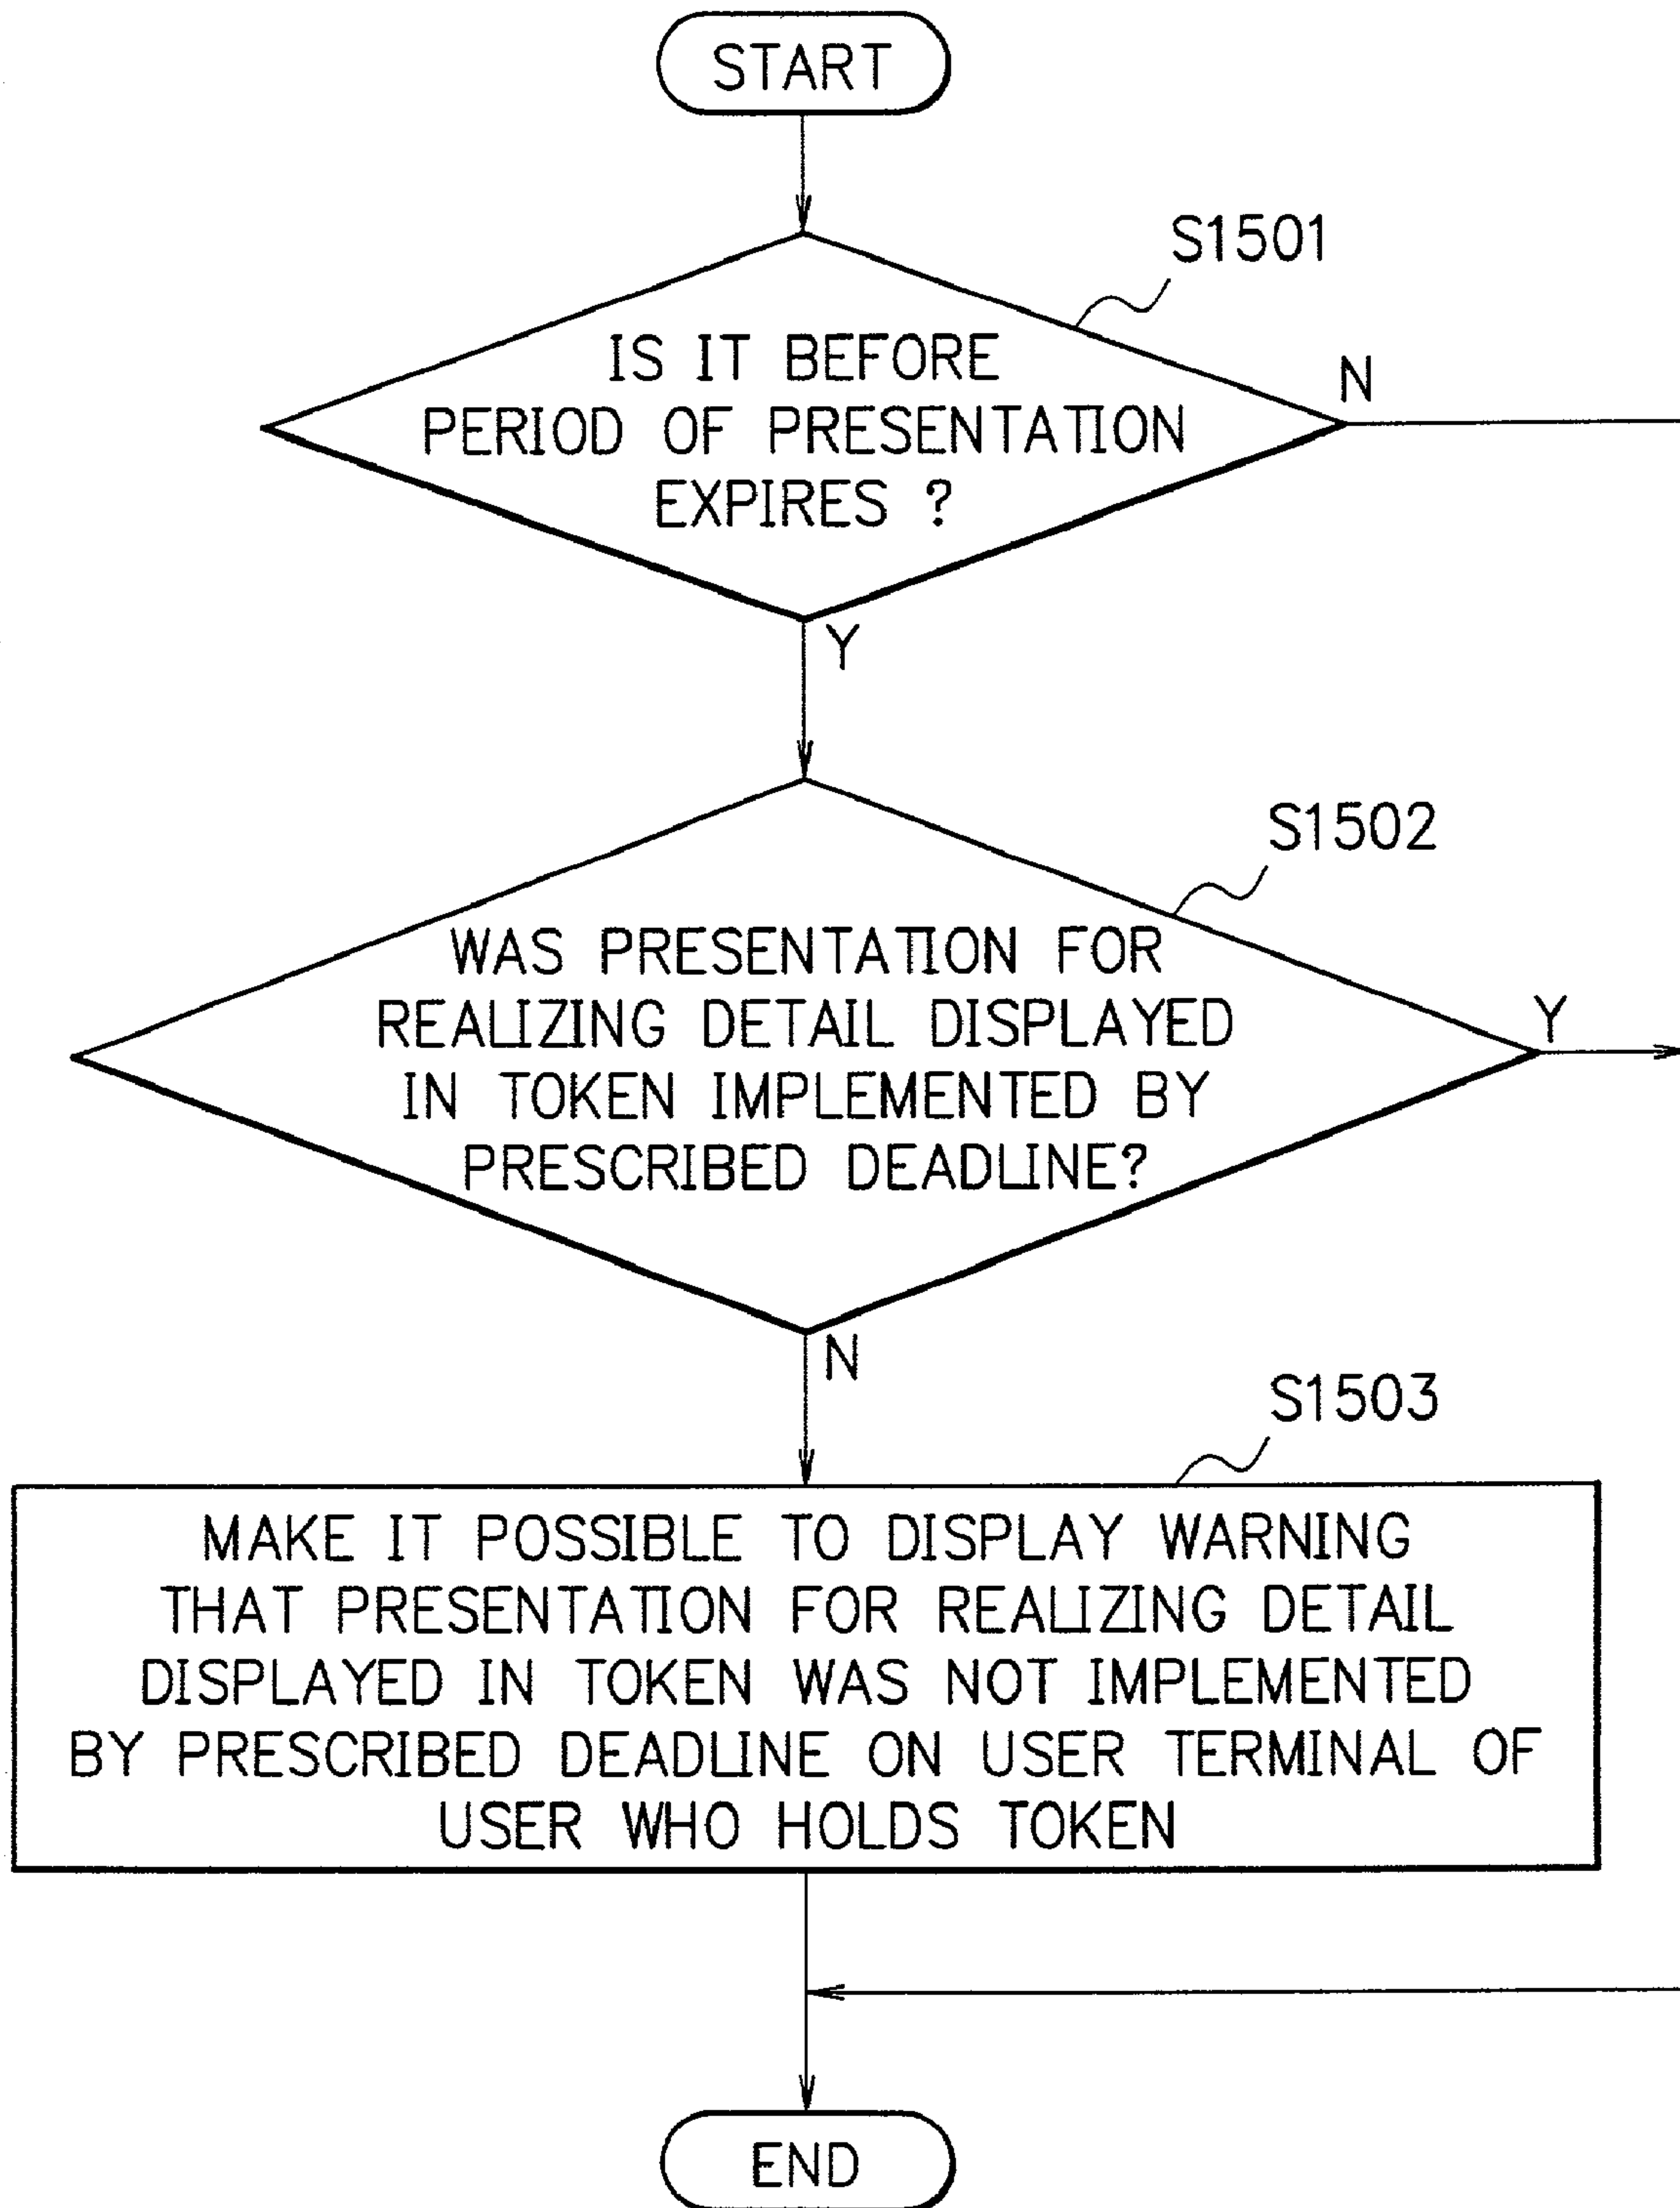 START
S1501
IS IT BEFORE
PERIOD OF PRESENTATION
EXPIRES ?
N
Y
S1502
WAS PRESENTATION FOR
REALIZING DETAIL DISPLAYED
IN TOKEN IMPLEMENTED BY
PRESCRIBED DEADLINE?
Y
N
S1503
MAKE IT POSSIBLE TO DISPLAY WARNING
THAT PRESENTATION FOR REALIZING DETAIL
DISPLAYED IN TOKEN WAS NOT IMPLEMENTED
BY PRESCRIBED DEADLINE ON USER TERMINAL OF
USER WHO HOLDS TOKEN
END